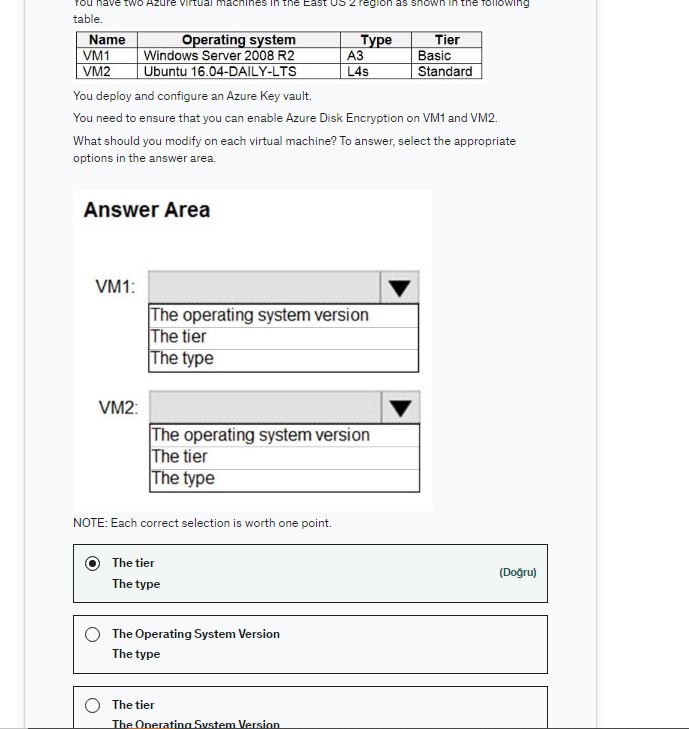 You have two Azure virtual machines in the East US 2 region as shown in the following
table.
Name Operating system Type Tier
VM1 Windows Server 2008 R2 A3 Basic
VM2 Ubuntu 16.04-DAILY-LTS L4s Standard
You deploy and configure an Azure Key vault.
You need to ensure that you can enable Azure Disk Encryption on VM1 and VM2.
What should you modify on each virtual machine? To answer, select the appropriate
options in the answer area.
Answer Area
VM1:
The operating system version
The tier
The type
VM2:
The operating system version
The tier
The type
NOTE: Each correct selection is worth one point.
The tier
The type
(Doğru)
The Operating System Version
The type
The tier
The Operating System Version